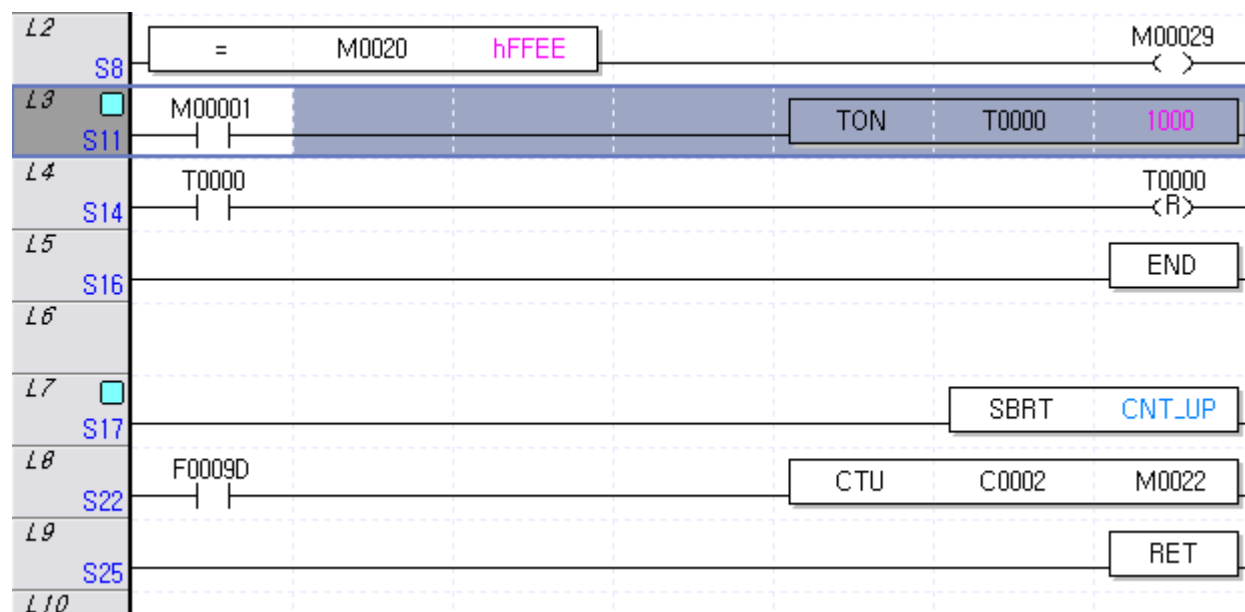 L2
S8
= M0020 hFFEE
M00029
( )
L3
S11
M00001
TON T0000 1000
L4
S14
T0000
T0000
(R)
L5
S16
END
L6
L7
S17
SBRT CNT_UP
L8
S22
F0009D
CTU C0002 M0022
L9
S25
RET
L10